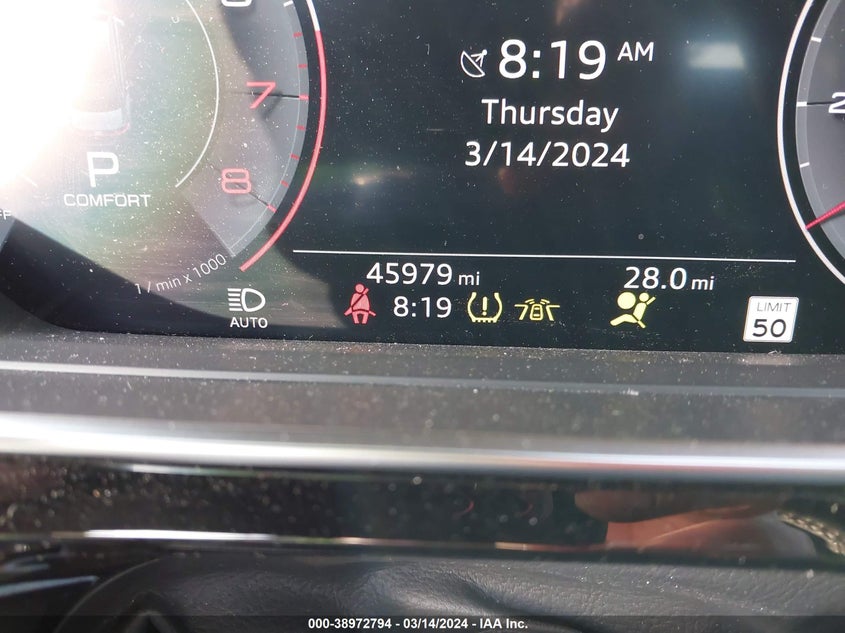 8:19 AM
Thursday
3/14/2024
7
8
P
COMFORT
1 / min x 1000
2
45979 mi
28.0 mi
AUTO
8:19
LIMIT
50
000-38972794 - 03/14/2024 - IAA Inc.